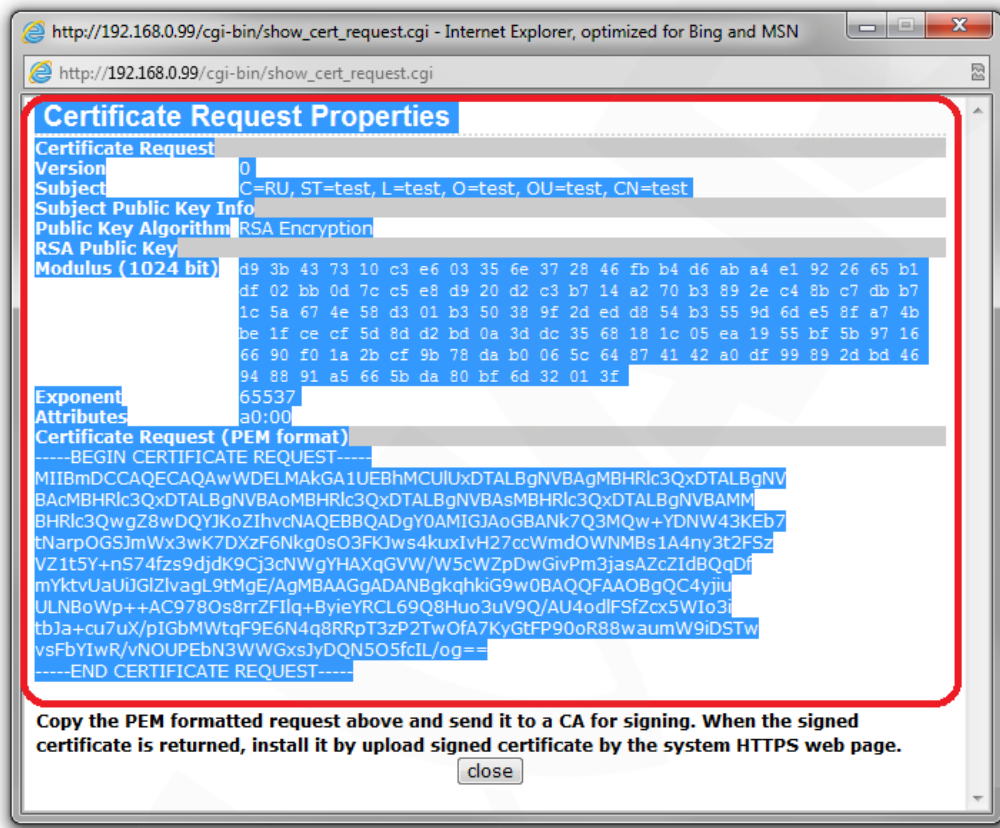 http://192.168.0.99/cgi-bin/show_cert_request.cgi - Internet Explorer, optimized for Bing and MSN
http://192.168.0.99/cgi-bin/show_cert_request.cgi
Certificate Request Properties
Certificate Request
Version 0
Subject C=RU, ST=test, L=test, O=test, OU=test, CN=test
Subject Public Key Info
Public Key Algorithm RSA Encryption
RSA Public Key
Modulus (1024 bit) d9 3b 43 73 10 c3 e6 03 35 6e 37 28 46 fb b4 d6 ab a4 e1 92 26 65 b1
df 02 bb 0d 7c c5 e8 d9 20 d2 c3 b7 14 a2 70 b3 89 2e c4 8b c7 db b7
1c 5a 67 4e 58 d3 01 b3 50 38 9f 2d ed d8 54 b3 55 9d 6d e5 8f a7 4b
be 1f ce cf 5d 8d d2 bd 0a 3d dc 35 68 18 1c 05 ea 19 55 bf 5b 97 16
66 90 f0 1a 2b cf 9b 78 da b0 06 5c 64 87 41 42 a0 df 99 89 2d bd 46
94 88 91 a5 66 5b da 80 bf 6d 32 01 3f
Exponent 65537
Attributes a0:00
Certificate Request (PEM format)
-----BEGIN CERTIFICATE REQUEST-----
MIIBmDCCAQECAQAwWDELMAkGA1UEBhMCUlUxDTALBgNVBAgMBHRlc3QxDTALBgNV
BAcMBHRlc3QxDTALBgNVBAoMBHRlc3QxDTALBgNVBAsMBHRlc3QxDTALBgNVBAMM
BHRlc3QwgZ8wDQYJKoZIhvcNAQEBBQADgY0AMIGJAoGBANk7Q3MQw+YDNW43KEb7
tNarpOGSJmWx3wK7DXzF6Nkg0sO3FKJws4kuxIvH27ccWmdOWNMBs1A4ny3t2FSz
VZ1t5Y+nS74fzs9djdK9Cj3cNWgYHAXqGVW/W5cWZpDwGivPm3jasAZcZIdBQqDf
mYktvUaUiJGlZlvagL9tMgE/AgMBAAGgADANBgkqhkiG9w0BAQQFAAOBgQC4yjiu
ULNBoWp++AC978Os8rrZFIlq+ByieYRCL69Q8Huo3uV9Q/AU4odlFSfZcx5WIo3i
tbJa+cu7uX/pIGbMWtqF9E6N4q8RRpT3zP2TwOfA7KyGtFP90oR88waumW9iDSTw
vsFbYIwR/vNOUPEbN3WWGxsJyDQN5O5fcIL/og==
-----END CERTIFICATE REQUEST-----
Copy the PEM formatted request above and send it to a CA for signing. When the signed
certificate is returned, install it by upload signed certificate by the system HTTPS web page.
close